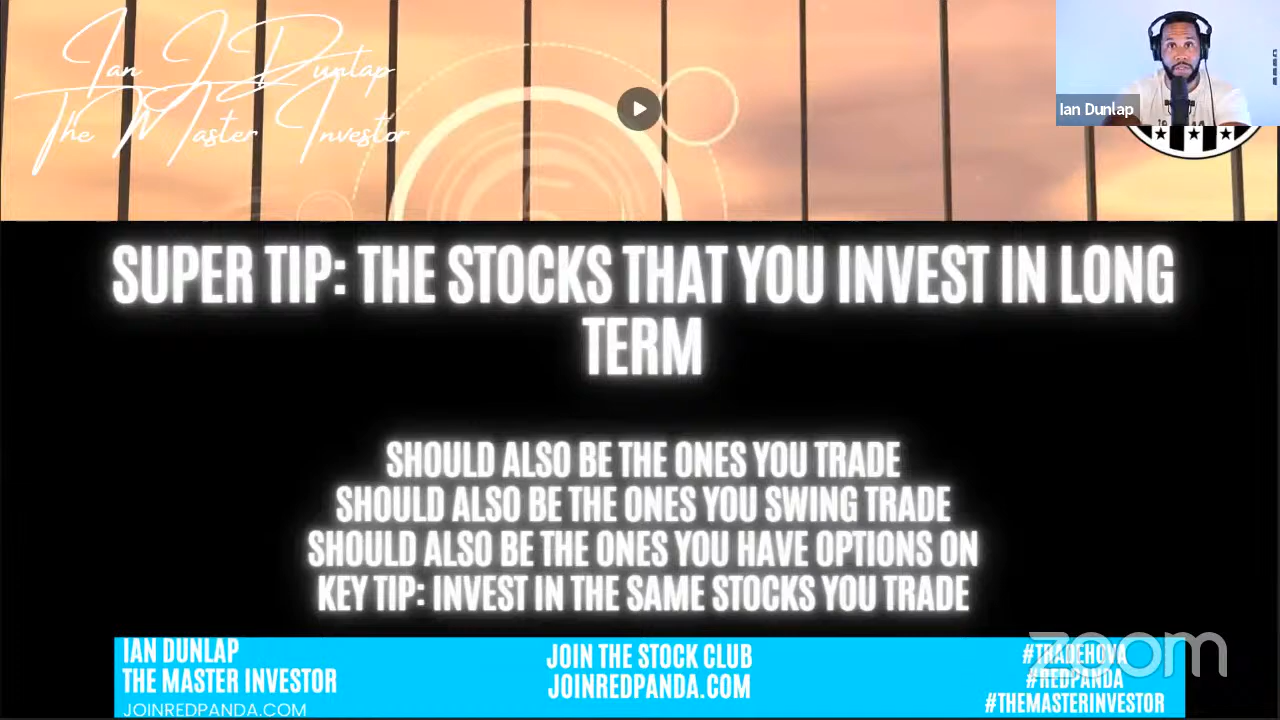 Ian J Dunlap
The Master Investor
Ian Dunlap
SUPER TIP: THE STOCKS THAT YOU INVEST IN LONG
TERM
SHOULD ALSO BE THE ONES YOU TRADE
SHOULD ALSO BE THE ONES YOU SWING TRADE
SHOULD ALSO BE THE ONES YOU HAVE OPTIONS ON
KEY TIP: INVEST IN THE SAME STOCKS YOU TRADE
IAN DUNLAP
THE MASTER INVESTOR
JOINREDPANDA.COM
JOIN THE STOCK CLUB
JOINREDPANDA.COM
#TRADEHOVA
#REDPANDA
#THEMASTERINVESTOR
zoom